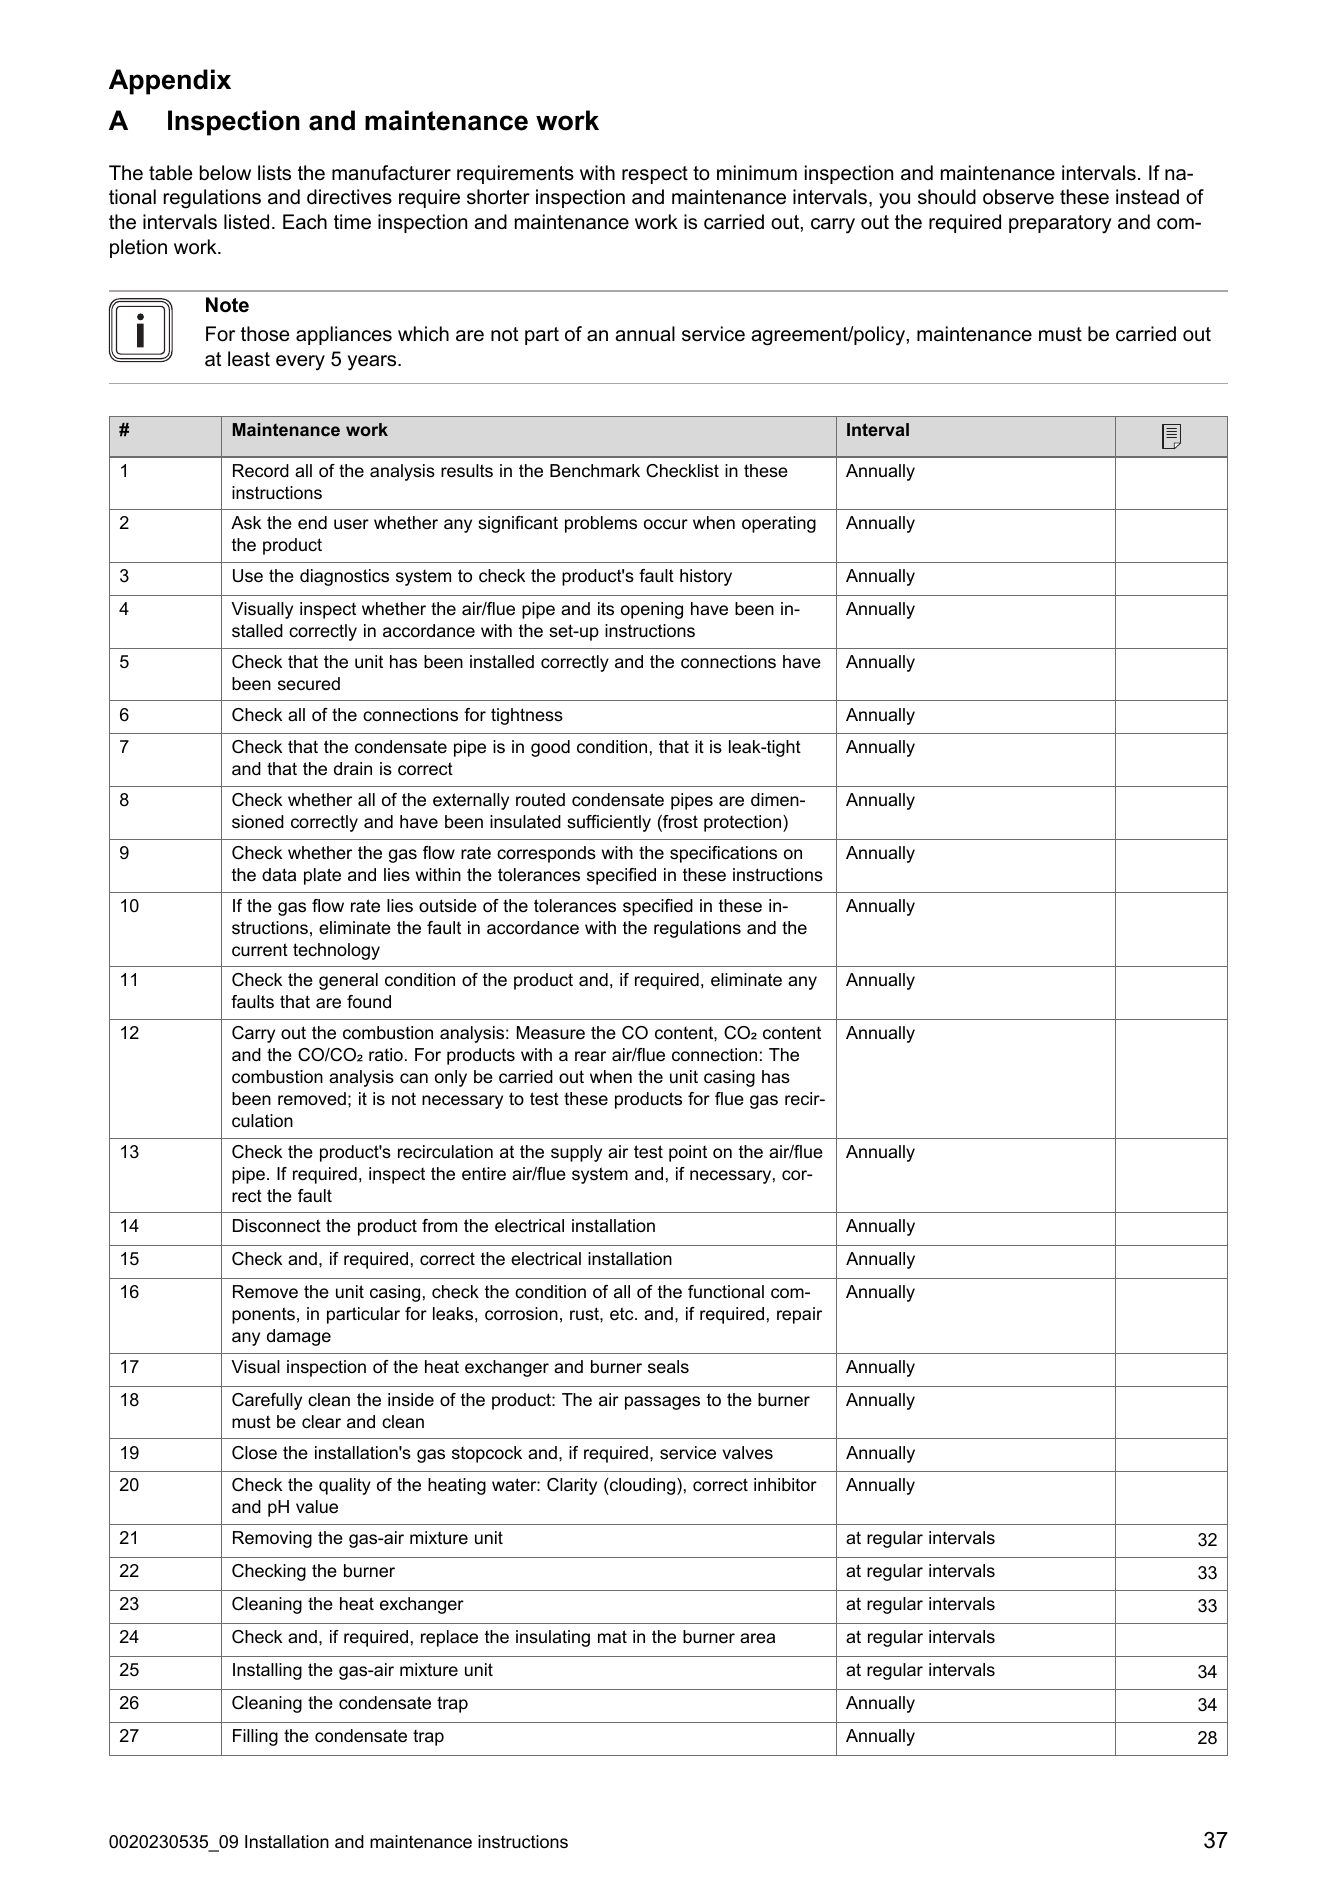 Appendix
A Inspection and maintenance work
The table below lists the manufacturer requirements with respect to minimum inspection and maintenance intervals. If na-
tional regulations and directives require shorter inspection and maintenance intervals, you should observe these instead of
the intervals listed. Each time inspection and maintenance work is carried out, carry out the required preparatory and com-
pletion work.
i
Note
For those appliances which are not part of an annual service agreement/policy, maintenance must be carried out
at least every 5 years.
# Maintenance work Interval
1 Record all of the analysis results in the Benchmark Checklist in these Annually
instructions
2 Ask the end user whether any significant problems occur when operating Annually
the product
3 Use the diagnostics system to check the product's fault history Annually
4 Visually inspect whether the air/flue pipe and its opening have been in- Annually
stalled correctly in accordance with the set-up instructions
5 Check that the unit has been installed correctly and the connections have Annually
been secured
6 Check all of the connections for tightness Annually
7 Check that the condensate pipe is in good condition, that it is leak-tight Annually
and that the drain is correct
8 Check whether all of the externally routed condensate pipes are dimen- Annually
sioned correctly and have been insulated sufficiently (frost protection)
9 Check whether the gas flow rate corresponds with the specifications on Annually
the data plate and lies within the tolerances specified in these instructions
10 If the gas flow rate lies outside of the tolerances specified in these in- Annually
structions, eliminate the fault in accordance with the regulations and the
current technology
11 Check the general condition of the product and, if required, eliminate any Annually
faults that are found
12 Carry out the combustion analysis: Measure the CO content, CO₂ content Annually
and the CO/CO₂ ratio. For products with a rear air/flue connection: The
combustion analysis can only be carried out when the unit casing has
been removed; it is not necessary to test these products for flue gas recir-
culation
13 Check the product's recirculation at the supply air test point on the air/flue Annually
pipe. If required, inspect the entire air/flue system and, if necessary, cor-
rect the fault
14 Disconnect the product from the electrical installation Annually
15 Check and, if required, correct the electrical installation Annually
16 Remove the unit casing, check the condition of all of the functional com- Annually
ponents, in particular for leaks, corrosion, rust, etc. and, if required, repair
any damage
17 Visual inspection of the heat exchanger and burner seals Annually
18 Carefully clean the inside of the product: The air passages to the burner Annually
must be clear and clean
19 Close the installation's gas stopcock and, if required, service valves Annually
20 Check the quality of the heating water: Clarity (clouding), correct inhibitor Annually
and pH value
21 Removing the gas-air mixture unit at regular intervals 32
22 Checking the burner at regular intervals 33
23 Cleaning the heat exchanger at regular intervals 33
24 Check and, if required, replace the insulating mat in the burner area at regular intervals
25 Installing the gas-air mixture unit at regular intervals 34
26 Cleaning the condensate trap Annually 34
27 Filling the condensate trap Annually 28
0020230535_09 Installation and maintenance instructions 37